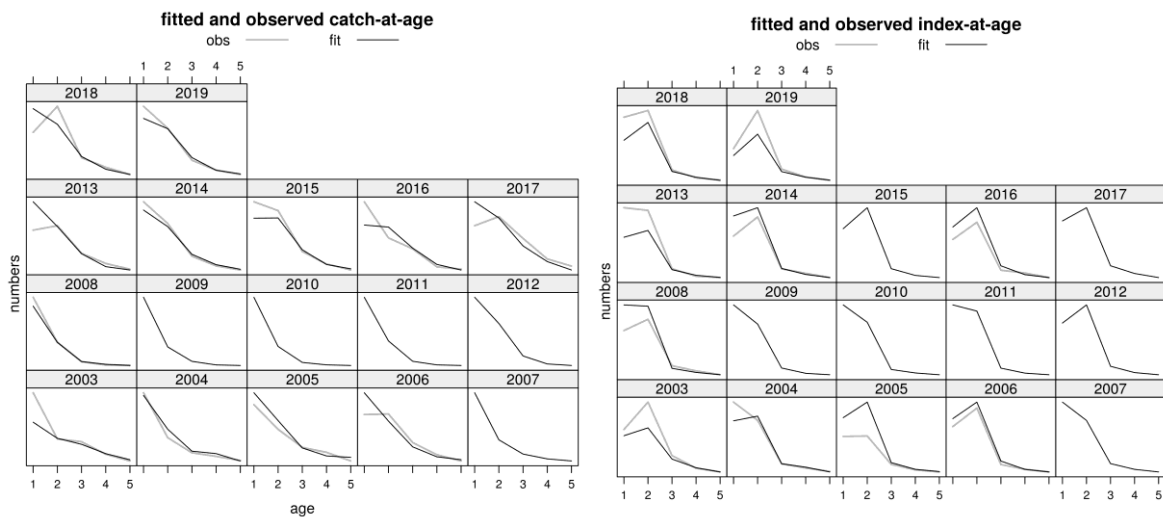 fitted and observed catch-at-age
obs fit
1 2 3 4 5
2018 2019
2013 2014 2015 2016 2017
2008 2009 2010 2011 2012
2003 2004 2005 2006 2007
numbers
1 2 3 4 5 1 2 3 4 5 1 2 3 4 5
age
fitted and observed index-at-age
obs fit
1 2 3 4 5
2018 2019
2013 2014 2015 2016 2017
2008 2009 2010 2011 2012
2003 2004 2005 2006 2007
numbers
1 2 3 4 5 1 2 3 4 5 1 2 3 4 5